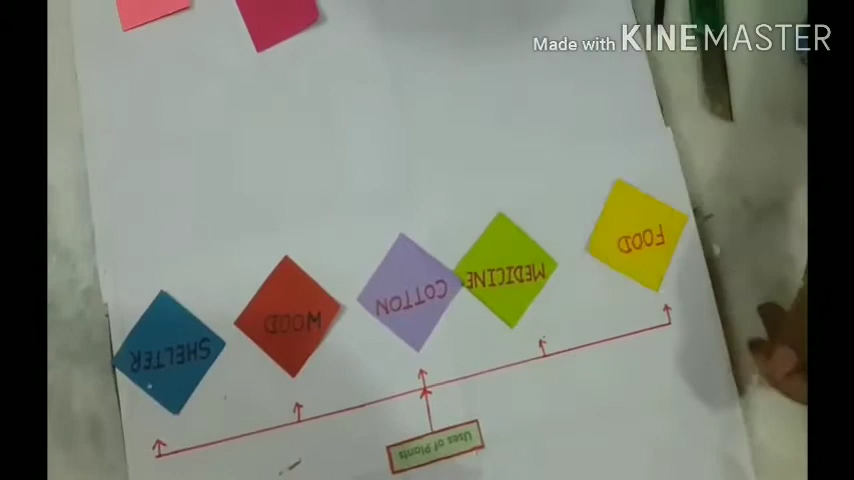 Made with KINEMASTER
Uses of Plants
FOOD
MEDICINE
COTTON
WOOD
SHELTER